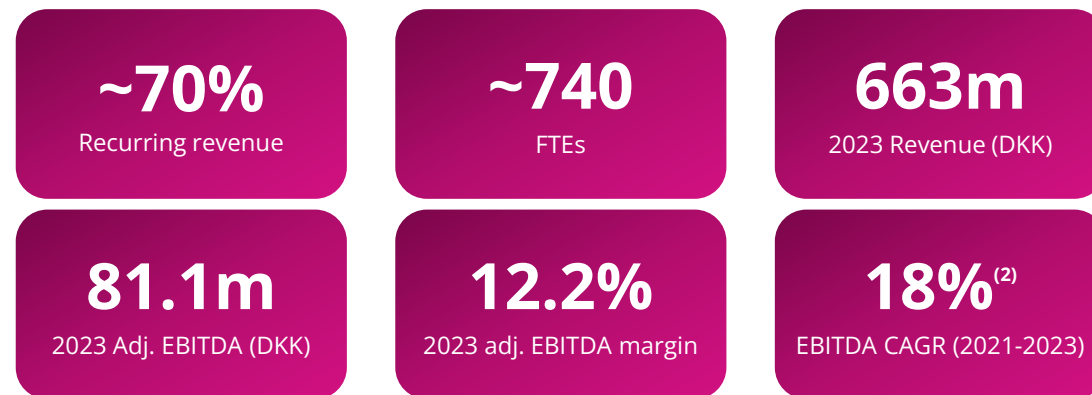 ~70%
Recurring revenue
~740
FTEs
663m
2023 Revenue (DKK)
81.1m
2023 Adj. EBITDA (DKK)
12.2%
2023 adj. EBITDA margin
18%(2)
EBITDA CAGR (2021-2023)